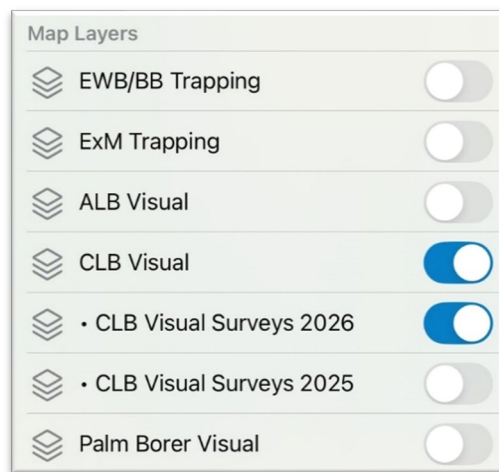 Map Layers
EWB/BB Trapping
ExM Trapping
ALB Visual
CLB Visual
• CLB Visual Surveys 2026
• CLB Visual Surveys 2025
Palm Borer Visual